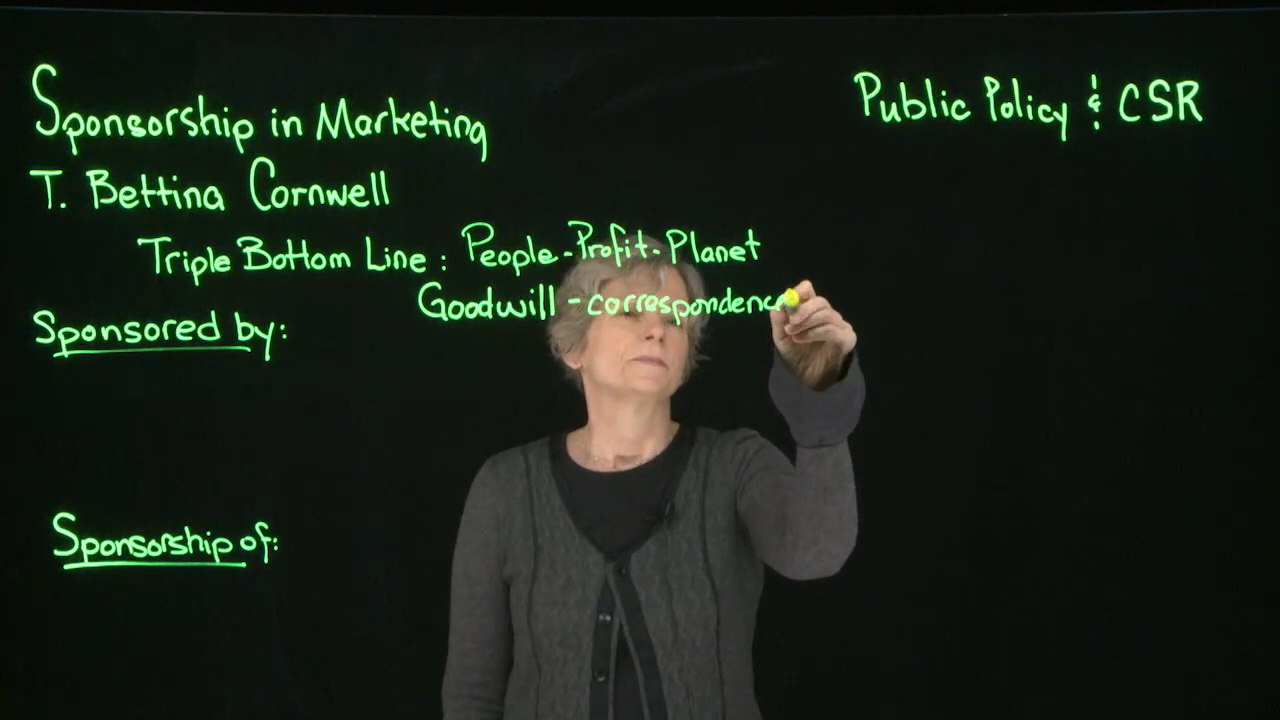 Sponsorship in Marketing
Public Policy & CSR
T. Bettina Cornwell
Triple Bottom Line: People-Profit-Planet
Goodwill - correspondence
Sponsored by:
Sponsorship of: